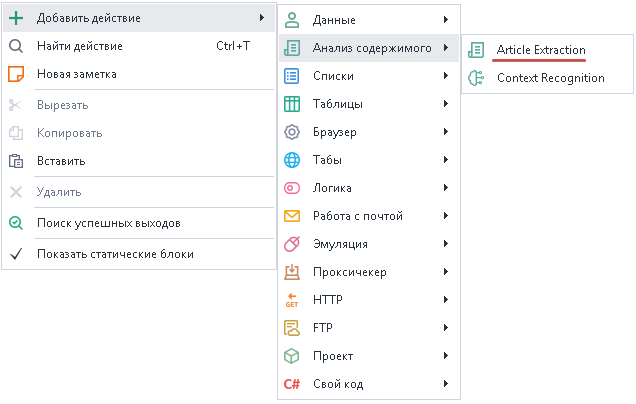 Добавить действие
Найти действие Ctrl+T
Новая заметка
Вырезать
Копировать
Вставить
Удалить
Поиск успешных выходов
Показать статические блоки
Данные
Анализ содержимого
Списки
Таблицы
Браузер
Табы
Логика
Работа с почтой
Эмуляция
Проксичекер
GET HTTP
FTP
Проект
C# Свой код
Article Extraction
Context Recognition